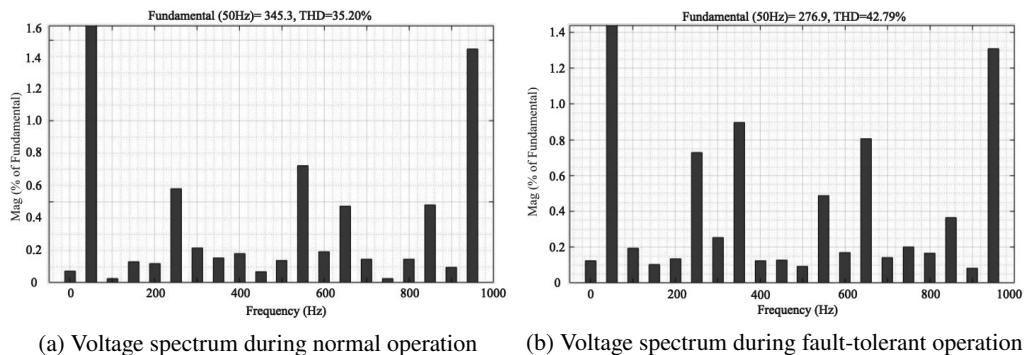 Fundamental (50Hz)= 345.3, THD=35.20%
Mag (% of Fundamental)
1.6
1.4
1.2
1.0
0.8
0.6
0.4
0.2
0
0 200 400 600 800 1000
Frequency (Hz)
(a) Voltage spectrum during normal operation
Fundamental (50Hz)= 276.9, THD=42.79%
Mag (% of Fundamental)
1.4
1.2
1.0
0.8
0.6
0.4
0.2
0
0 200 400 600 800 1000
Frequency (Hz)
(b) Voltage spectrum during fault-tolerant operation